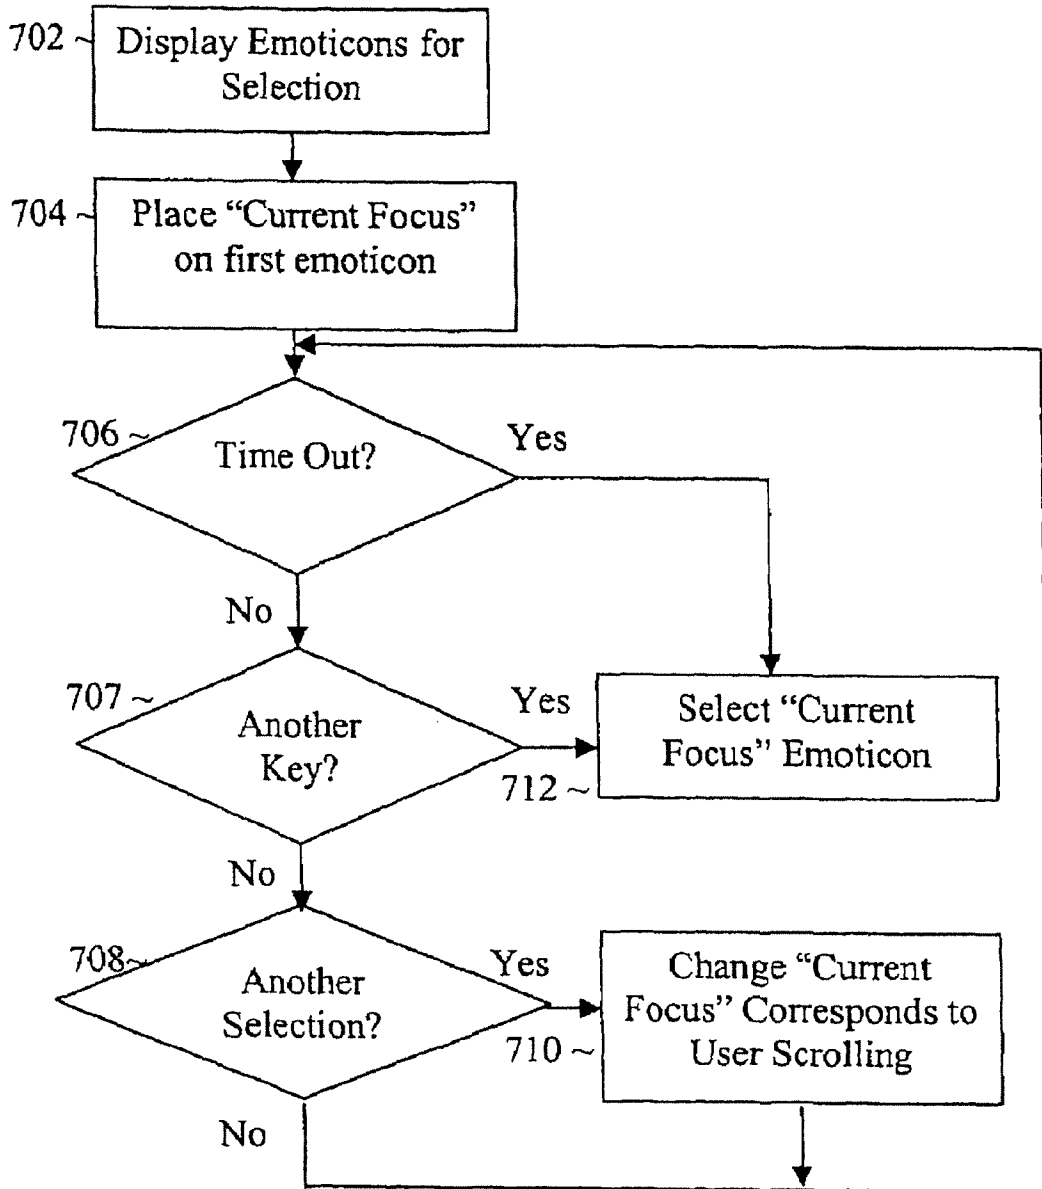 702 ~
Display Emoticons for
Selection
704 ~
Place “Current Focus”
on first emoticon
706 ~
Time Out?
Yes
No
707 ~
Another
Key?
Yes
712 ~
Select “Current
Focus” Emoticon
No
708~
Another
Selection?
Yes
710 ~
Change “Current
Focus” Corresponds to
User Scrolling
No